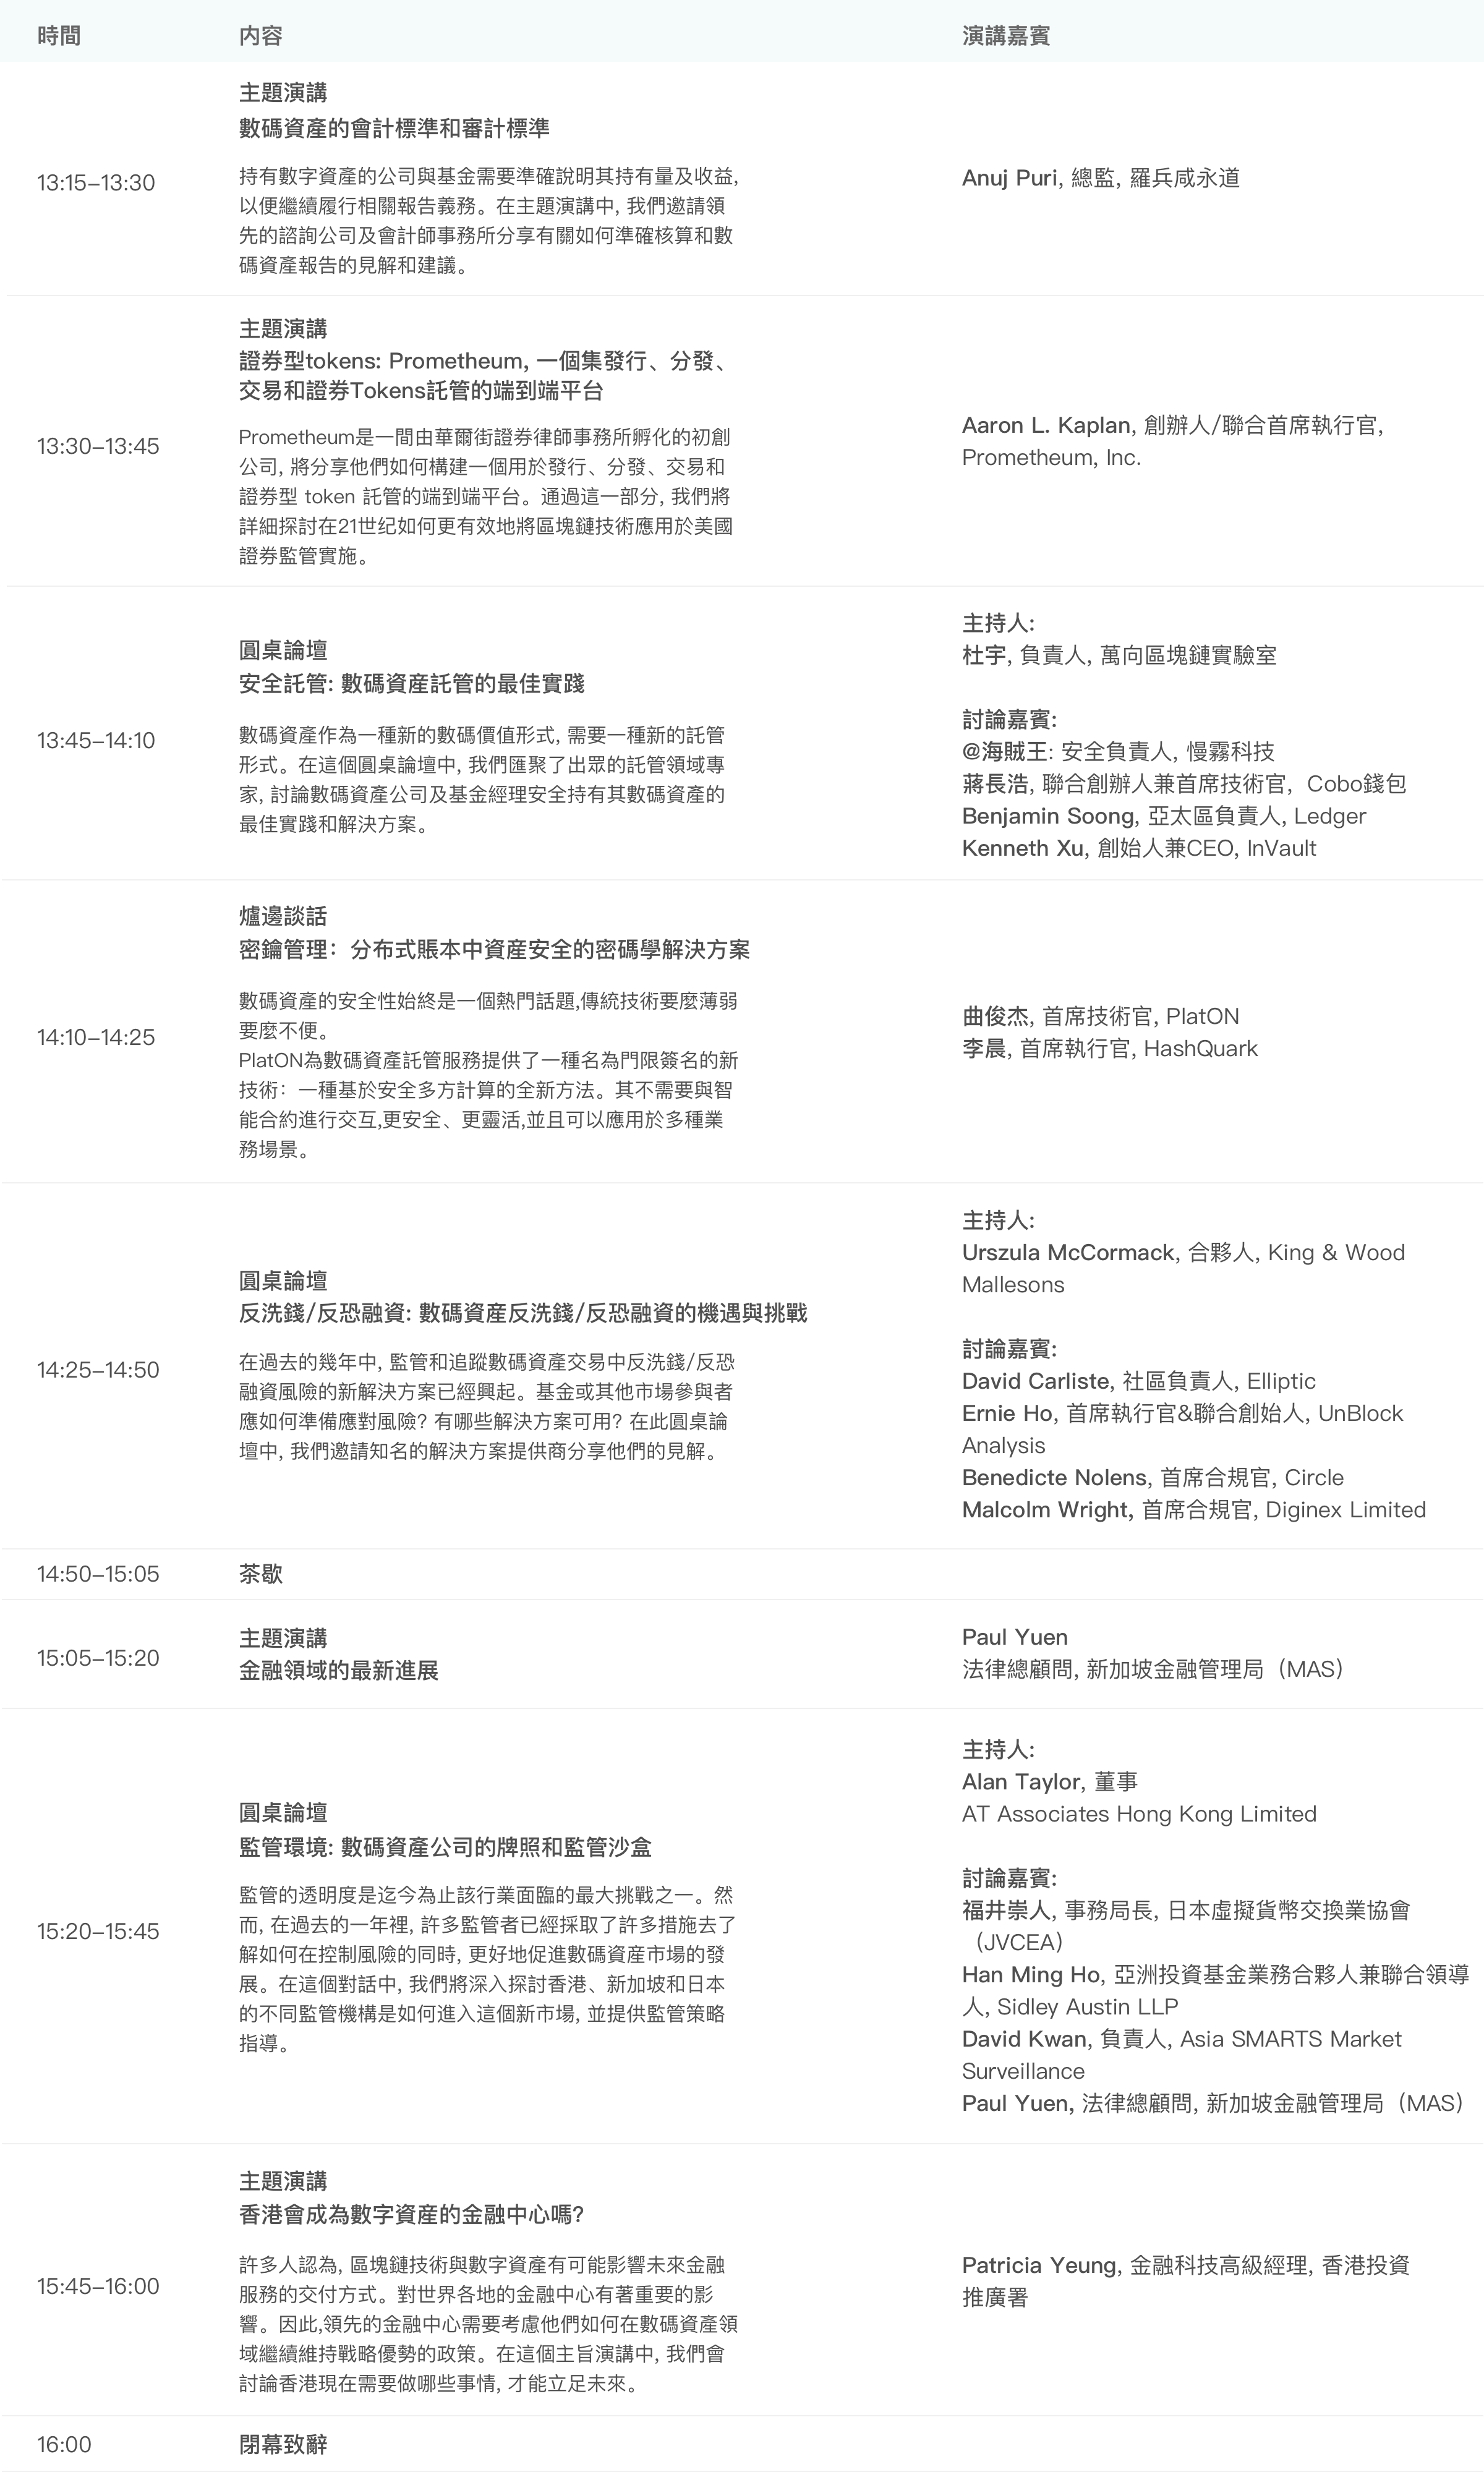 時間 内容 演講嘉賓
主題演講
數碼資產的會計標準和審計標準
13:15–13:30
持有數字資產的公司與基金需要準確說明其持有量及收益,
以便繼續履行相關報告義務。在主題演講中, 我們邀請領
先的諮詢公司及會計師事務所分享有關如何準確核算和數
碼資產報告的見解和建議。
Anuj Puri, 總監, 羅兵咸永道
主題演講
證券型tokens: Prometheum, 一個集發行、分發、
交易和證券Tokens託管的端到端平台
13:30–13:45
Prometheum是一間由華爾街證券律師事務所孵化的初創
公司, 將分享他們如何構建一個用於發行、分發、交易和
證券型 token 託管的端到端平台。通過這一部分, 我們將
詳細探討在21世纪如何更有效地將區塊鏈技術應用於美國
證券監管實施。
Aaron L. Kaplan, 創辦人/聯合首席執行官,
Prometheum, Inc.
圓桌論壇
安全託管: 數碼資産託管的最佳實踐
13:45–14:10
數碼資產作為一種新的數碼價值形式, 需要一種新的託管
形式。在這個圓桌論壇中, 我們匯聚了出眾的託管領域專
家, 討論數碼資產公司及基金經理安全持有其數碼資產的
最佳實踐和解決方案。
主持人:
杜宇, 負責人, 萬向區塊鏈實驗室
討論嘉賓:
@海賊王: 安全負責人, 慢霧科技
蔣長浩, 聯合創辦人兼首席技術官, Cobo錢包
Benjamin Soong, 亞太區負責人, Ledger
Kenneth Xu, 創始人兼CEO, InVault
爐邊談話
密鑰管理：分布式賬本中資産安全的密碼學解決方案
14:10–14:25
數碼資產的安全性始終是一個熱門話題,傳統技術要麼薄弱
要麼不便。
PlatON為數碼資產託管服務提供了一種名為門限簽名的新
技術：一種基於安全多方計算的全新方法。其不需要與智
能合約進行交互,更安全、更靈活,並且可以應用於多種業
務場景。
曲俊杰, 首席技術官, PlatON
李晨, 首席執行官, HashQuark
圓桌論壇
反洗錢/反恐融資: 數碼資産反洗錢/反恐融資的機遇與挑戰
14:25–14:50
在過去的幾年中, 監管和追蹤數碼資產交易中反洗錢/反恐
融資風險的新解決方案已經興起。基金或其他市場參與者
應如何準備應對風險? 有哪些解決方案可用? 在此圓桌論
壇中, 我們邀請知名的解決方案提供商分享他們的見解。
主持人:
Urszula McCormack, 合夥人, King & Wood
Mallesons
討論嘉賓:
David Carliste, 社區負責人, Elliptic
Ernie Ho, 首席執行官&聯合創始人, UnBlock
Analysis
Benedicte Nolens, 首席合規官, Circle
Malcolm Wright, 首席合規官, Diginex Limited
14:50–15:05 茶歇
主題演講
金融領域的最新進展
15:05–15:20
Paul Yuen
法律總顧問, 新加坡金融管理局（MAS）
圓桌論壇
監管環境: 數碼資產公司的牌照和監管沙盒
15:20–15:45
監管的透明度是迄今為止該行業面臨的最大挑戰之一。然
而, 在過去的一年裡, 許多監管者已經採取了許多措施去了
解如何在控制風險的同時, 更好地促進數碼資産市場的發
展。在這個對話中, 我們將深入探討香港、新加坡和日本
的不同監管機構是如何進入這個新市場, 並提供監管策略
指導。
主持人:
Alan Taylor, 董事
AT Associates Hong Kong Limited
討論嘉賓:
福井崇人, 事務局長, 日本虛擬貨幣交換業協會
（JVCEA）
Han Ming Ho, 亞洲投資基金業務合夥人兼聯合領導
人, Sidley Austin LLP
David Kwan, 負責人, Asia SMARTS Market
Surveillance
Paul Yuen, 法律總顧問, 新加坡金融管理局（MAS）
主題演講
香港會成為數字資産的金融中心嗎?
15:45–16:00
許多人認為, 區塊鏈技術與數字資產有可能影響未來金融
服務的交付方式。對世界各地的金融中心有著重要的影
響。因此,領先的金融中心需要考慮他們如何在數碼資產領
域繼續維持戰略優勢的政策。在這個主旨演講中, 我們會
討論香港現在需要做哪些事情, 才能立足未來。
Patricia Yeung, 金融科技高級經理, 香港投資
推廣署
16:00 閉幕致辭